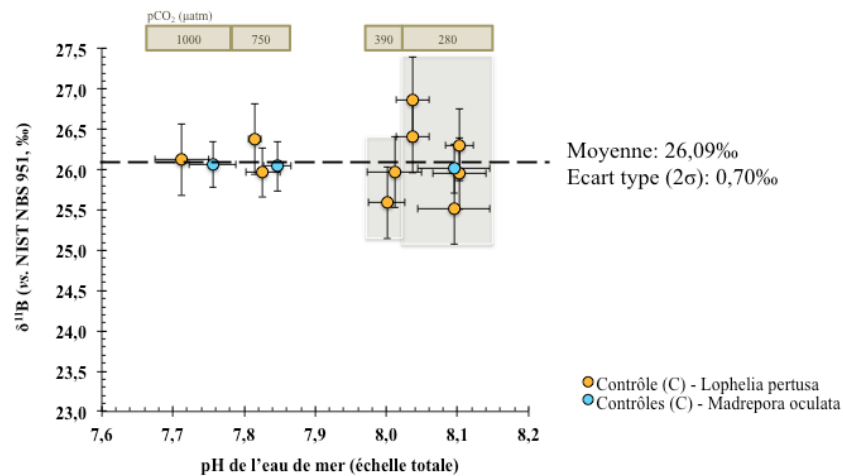 pCO₂ (µatm)
1000 750 390 280
27,5
27,0
26,5
26,0
25,5
25,0
24,5
24,0
23,5
23,0
δ¹¹B (vs. NIST NBS 951, ‰)
Moyenne: 26,09‰
Ecart type (2σ): 0,70‰
Contrôle (C) - Lophelia pertusa
Contrôles (C) - Madrepora oculata
7,6 7,7 7,8 7,9 8,0 8,1 8,2
pH de l’eau de mer (échelle totale)